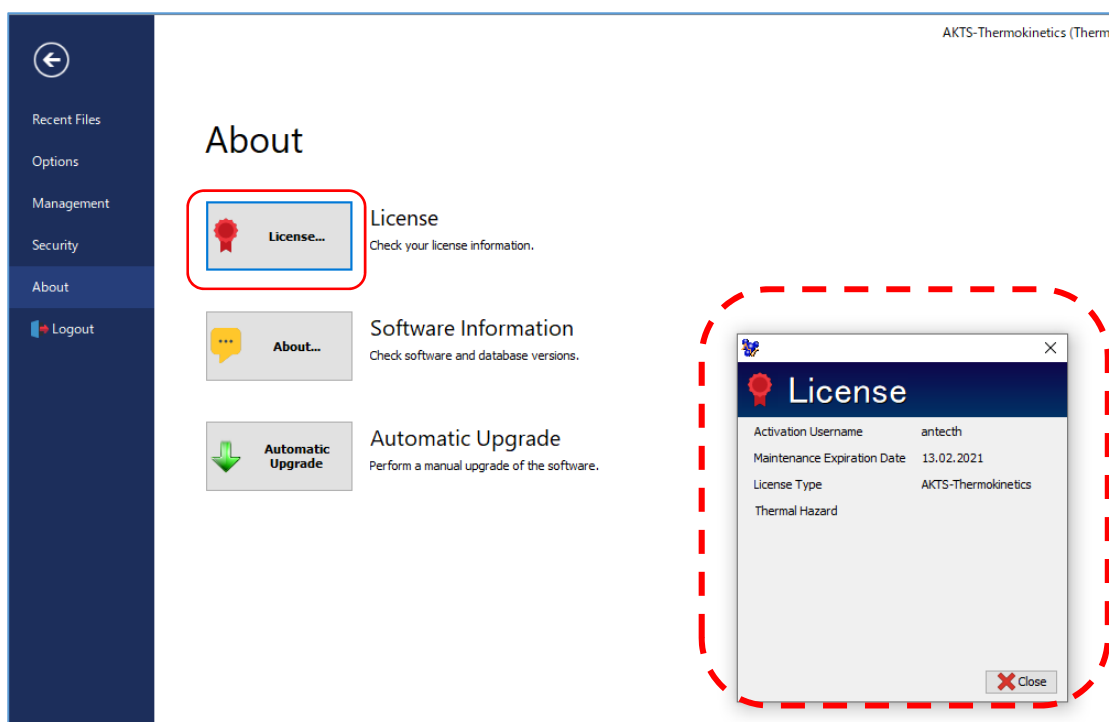 AKTS-Thermokinetics (Therm
Recent Files
Options
Management
Security
About
Logout
About
License...
License
Check your license information.
About...
Software Information
Check software and database versions.
Automatic
Upgrade
Automatic Upgrade
Perform a manual upgrade of the software.
License
Activation Username antecth
Maintenance Expiration Date 13.02.2021
License Type AKTS-Thermokinetics
Thermal Hazard
Close